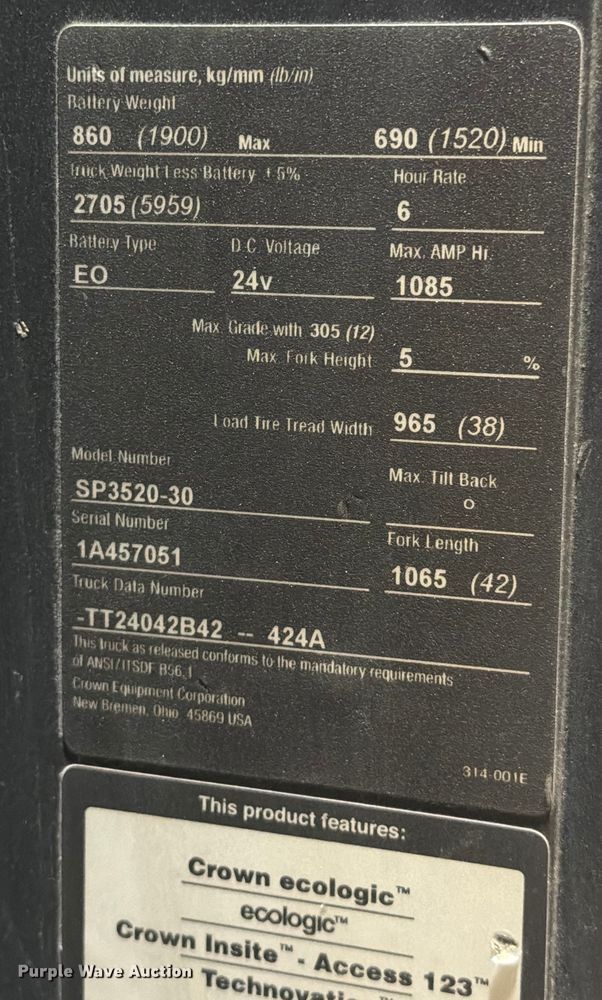 Units of measure, kg/mm (lb/in)
Battery Weight
860 (1900) Max 690 (1520) Min
Truck Weight Less Battery ± 5% Hour Rate
2705 (5959) 6
Battery Type D.C. Voltage Max. AMP Hr.
EO 24v 1085
Max. Grade with 305 (12)
Max. Fork Height 5 %
Load Tire Tread Width 965 (38)
Model Number Max. Tilt Back
SP3520-30 °
Serial Number Fork Length
1A457051 1065 (42)
Truck Data Number
-TT24042B42 -- 424A
This truck as released conforms to the mandatory requirements
of ANSI/ITSDF B56.1
Crown Equipment Corporation
New Bremen, Ohio 45869 USA
314-001E
This product features:
Crown ecologic™
ecologic™
Crown Insite™ - Access 123™
Purple Wave Auction